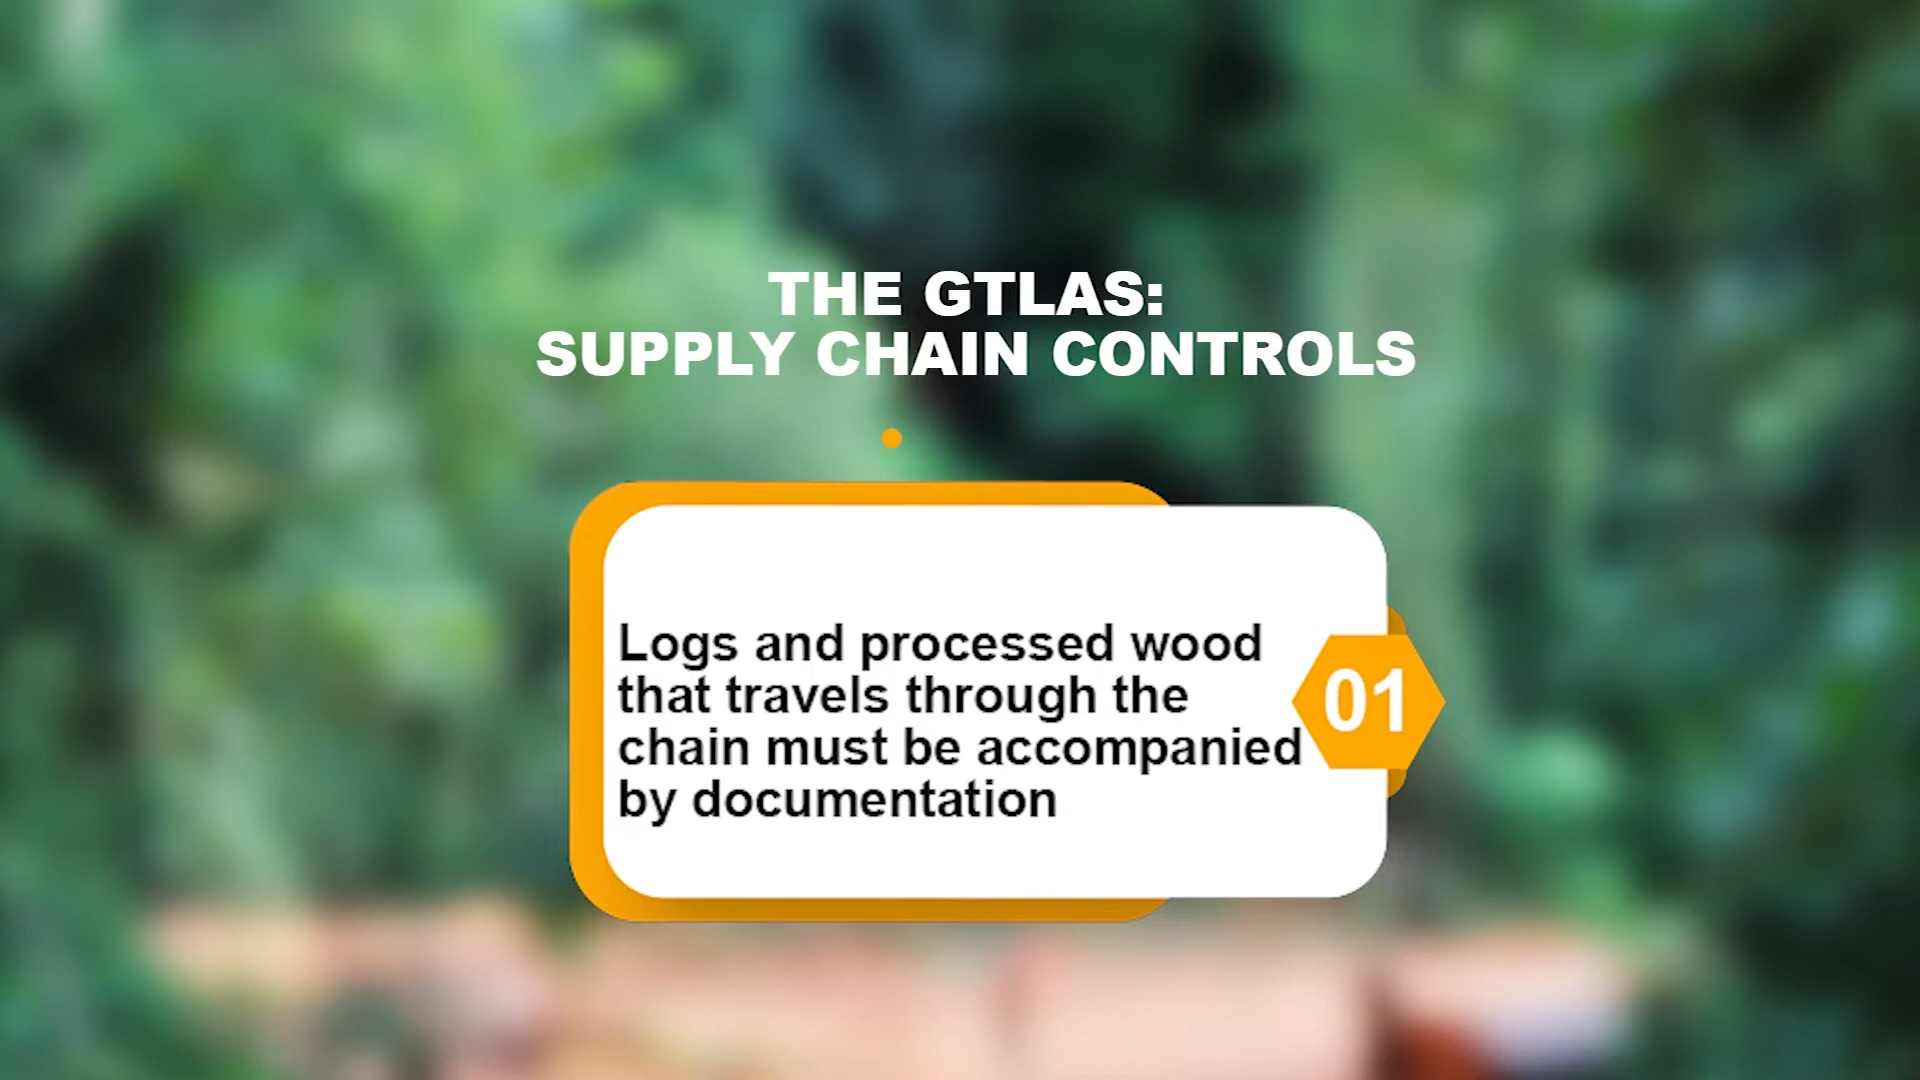 THE GTLAS:
SUPPLY CHAIN CONTROLS
Logs and processed wood
that travels through the
chain must be accompanied
by documentation
01